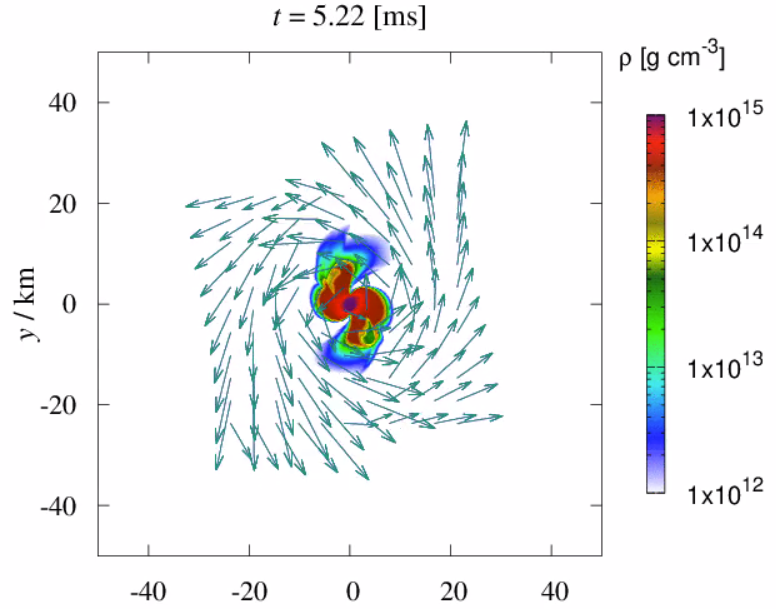 t = 5.22 [ms]
ρ [g cm-3]
1x10^15
1x10^14
1x10^13
1x10^12
y / km
40
20
0
-20
-40
-40 -20 0 20 40